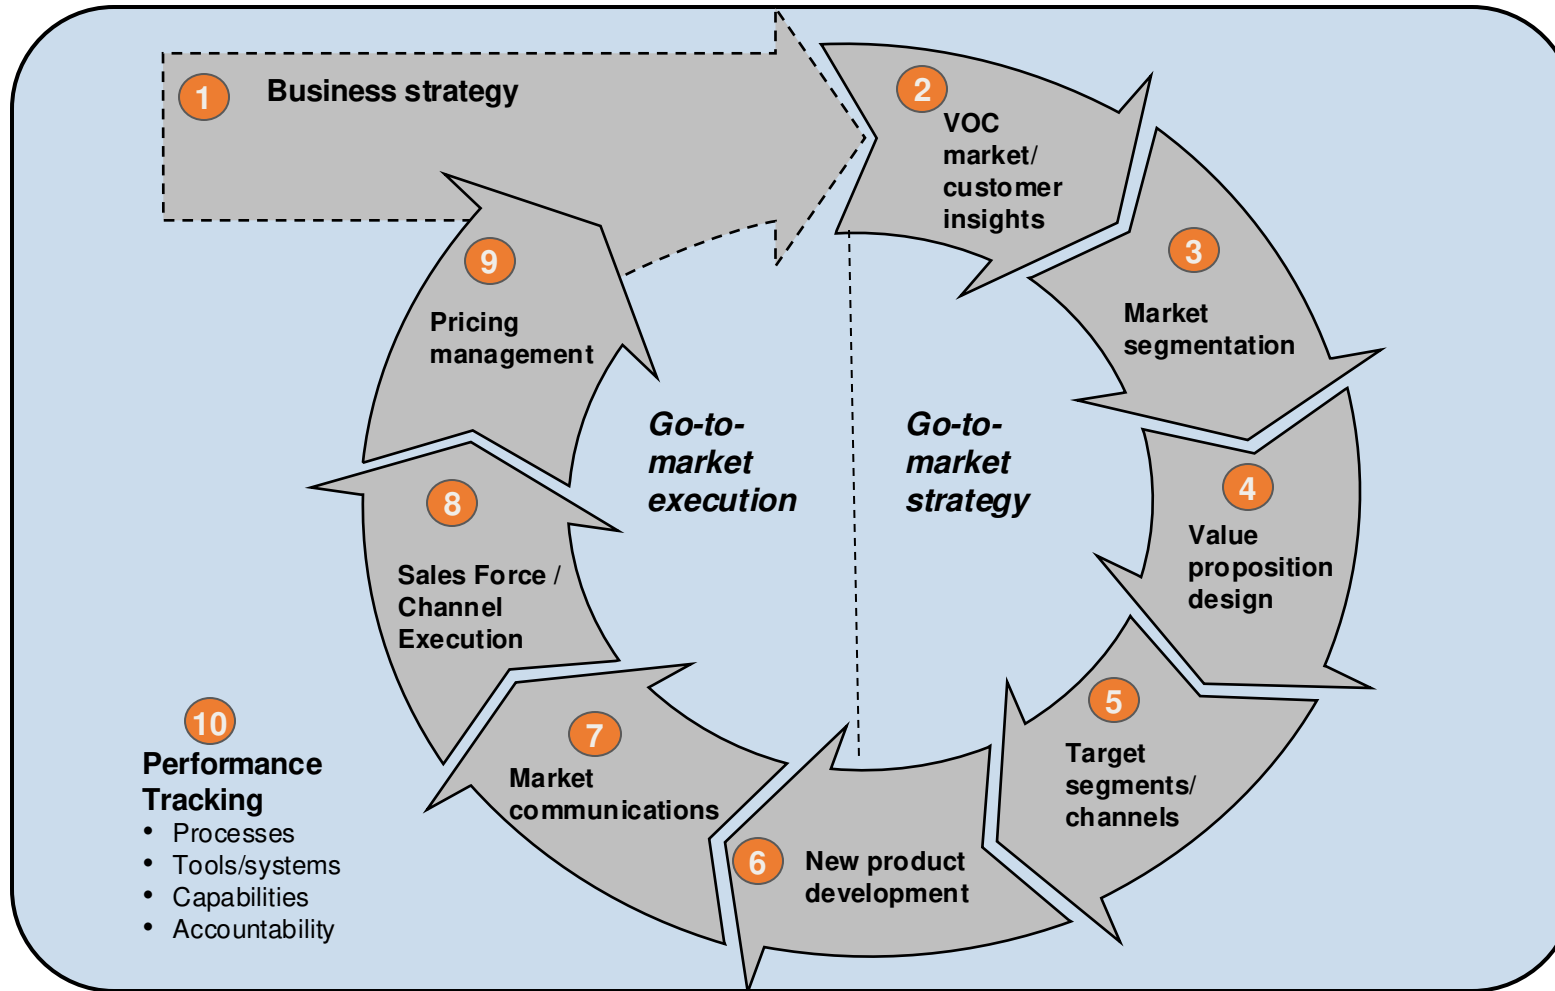 1
Business strategy
2
VOC
market/
customer
insights
3
Market
segmentation
4
Value
proposition
design
5
Target
segments/
channels
6
New product
development
7
Market
communications
8
Sales Force /
Channel
Execution
9
Pricing
management
Go-to-
market
execution
Go-to-
market
strategy
10
Performance
Tracking
• Processes
• Tools/systems
• Capabilities
• Accountability